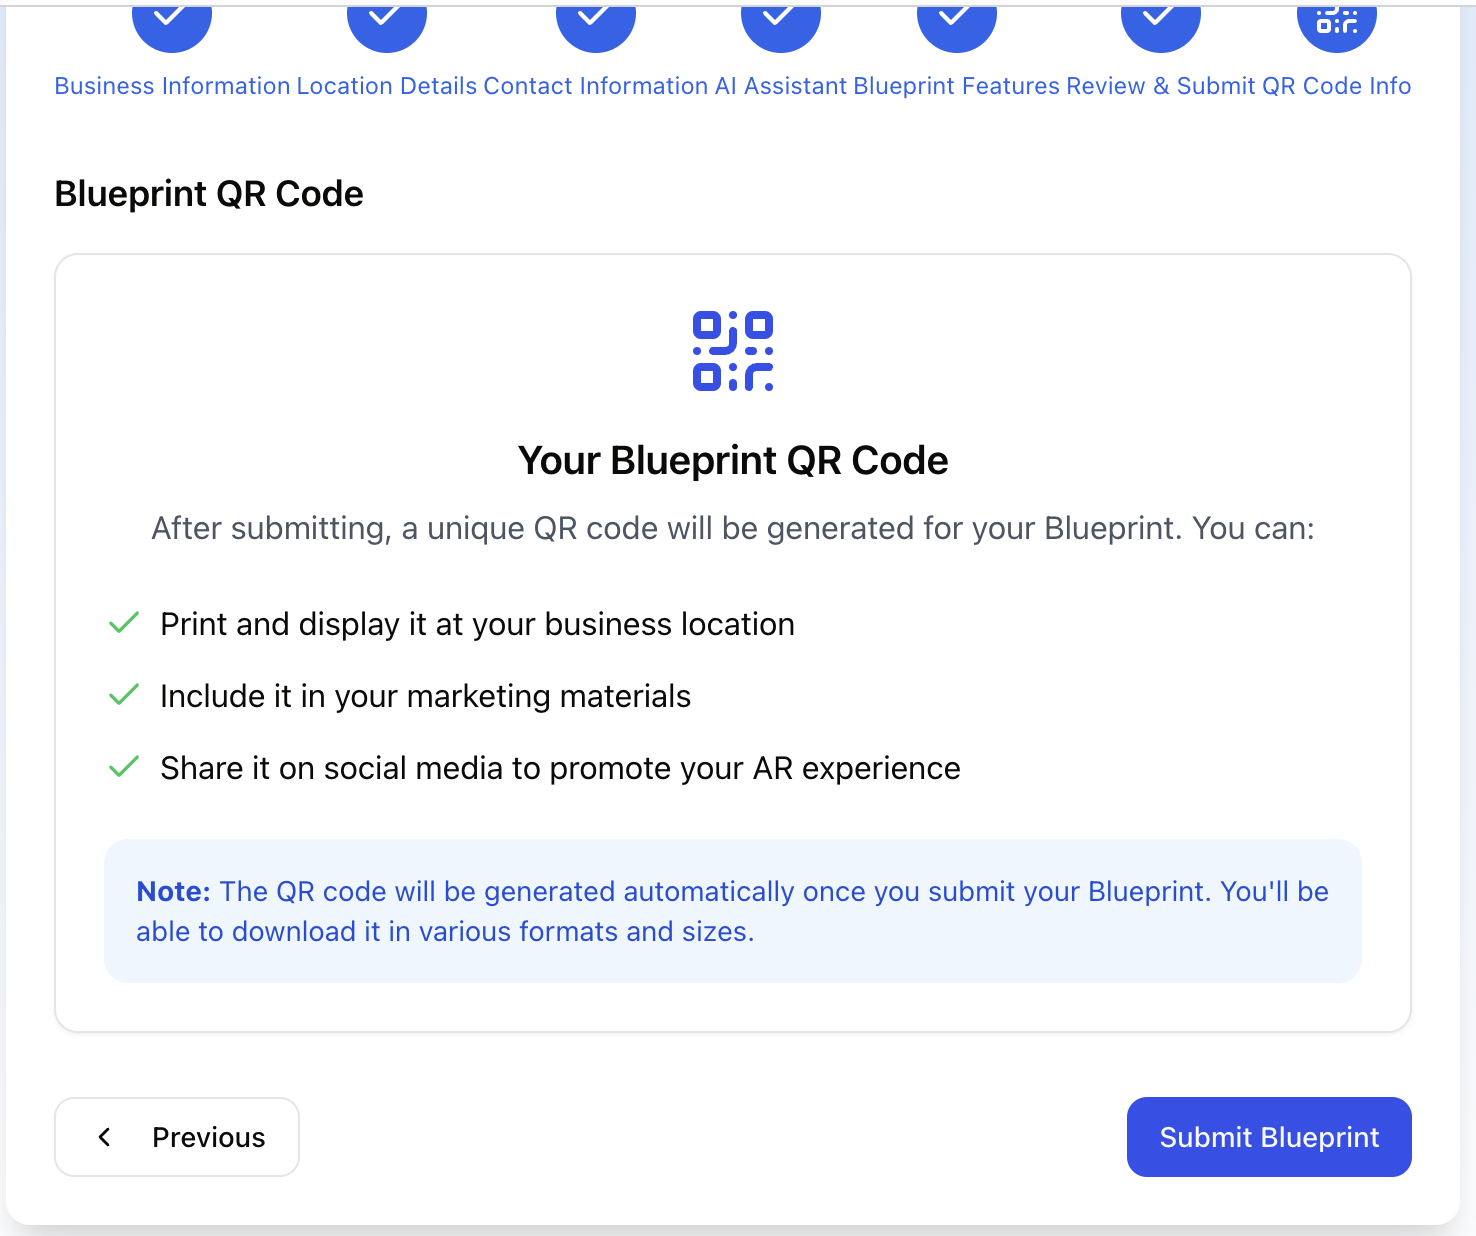 Business Information Location Details Contact Information AI Assistant Blueprint Features Review & Submit QR Code Info
Blueprint QR Code
Your Blueprint QR Code
After submitting, a unique QR code will be generated for your Blueprint. You can:
Print and display it at your business location
Include it in your marketing materials
Share it on social media to promote your AR experience
Note: The QR code will be generated automatically once you submit your Blueprint. You'll be
able to download it in various formats and sizes.
Previous
Submit Blueprint